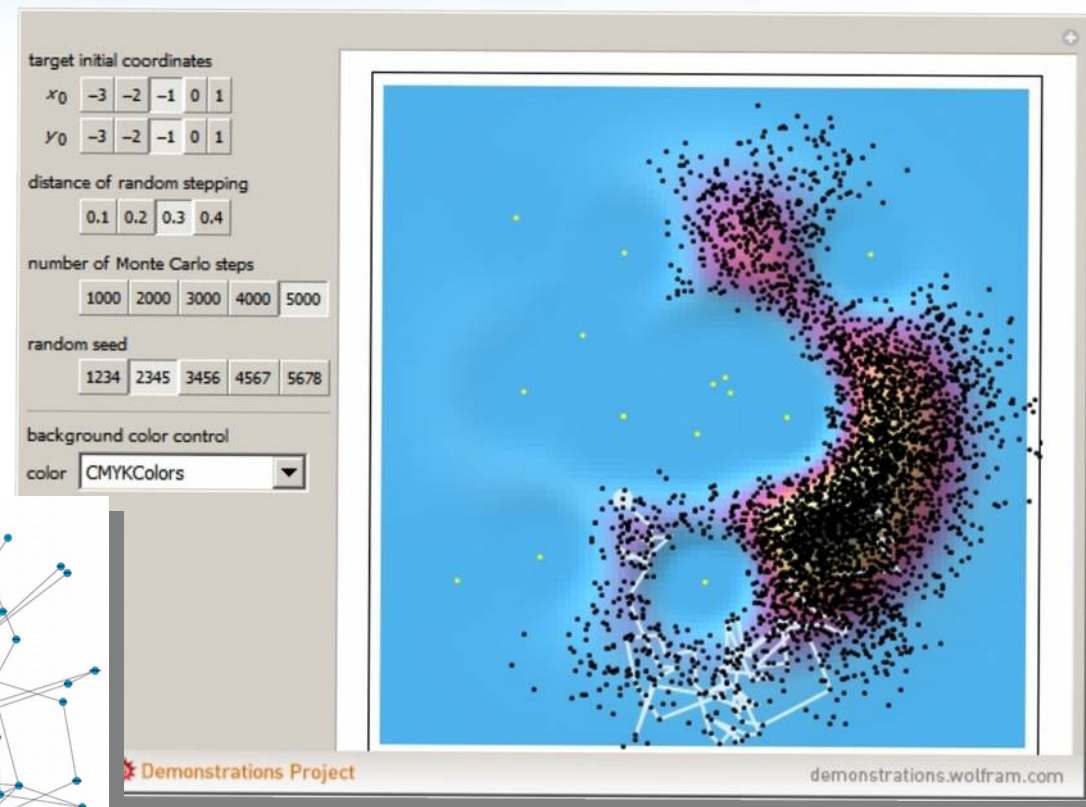 target initial coordinates
x0 -3 -2 -1 0 1
y0 -3 -2 -1 0 1
distance of random stepping
0.1 0.2 0.3 0.4
number of Monte Carlo steps
1000 2000 3000 4000 5000
random seed
1234 2345 3456 4567 5678
background color control
color CMYKColors
Demonstrations Project
demonstrations.wolfram.com